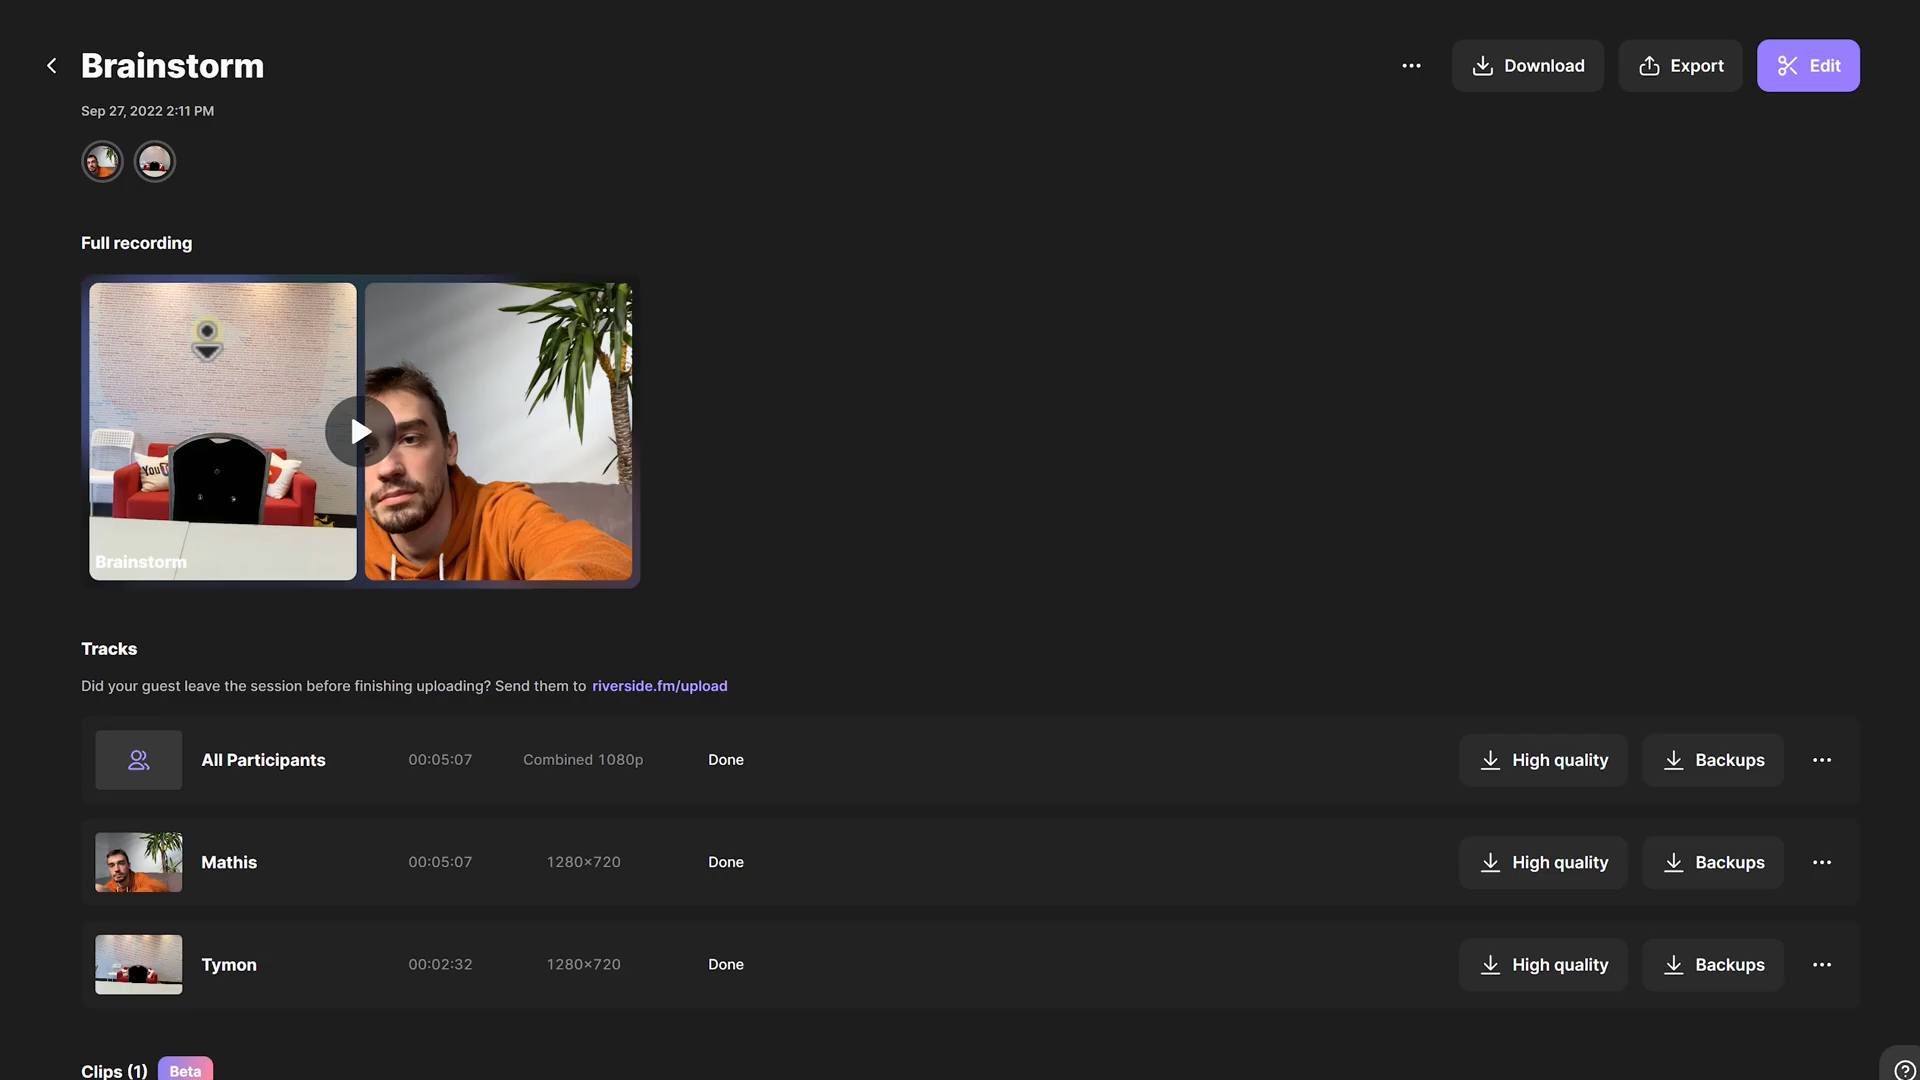 Brainstorm
Download
Export
Edit
Sep 27, 2022 2:11 PM
Full recording
Brainstorm
Tracks
Did your guest leave the session before finishing uploading? Send them to riverside.fm/upload
All Participants 00:05:07 Combined 1080p Done High quality Backups
Mathis 00:05:07 1280×720 Done High quality Backups
Tymon 00:02:32 1280×720 Done High quality Backups
Clips (1) Beta